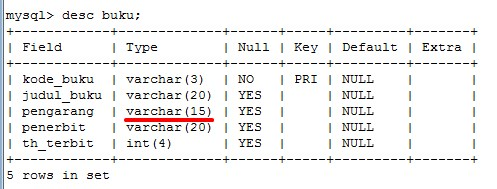 mysql> desc buku;
+------------+-------------+------+-----+---------+-------+
| Field      | Type        | Null | Key | Default | Extra |
+------------+-------------+------+-----+---------+-------+
| kode_buku  | varchar(3)  | NO   | PRI | NULL    |       |
| judul_buku | varchar(20) | YES  |     | NULL    |       |
| pengarang  | varchar(15) | YES  |     | NULL    |       |
| penerbit   | varchar(20) | YES  |     | NULL    |       |
| th_terbit  | int(4)      | YES  |     | NULL    |       |
+------------+-------------+------+-----+---------+-------+
5 rows in set